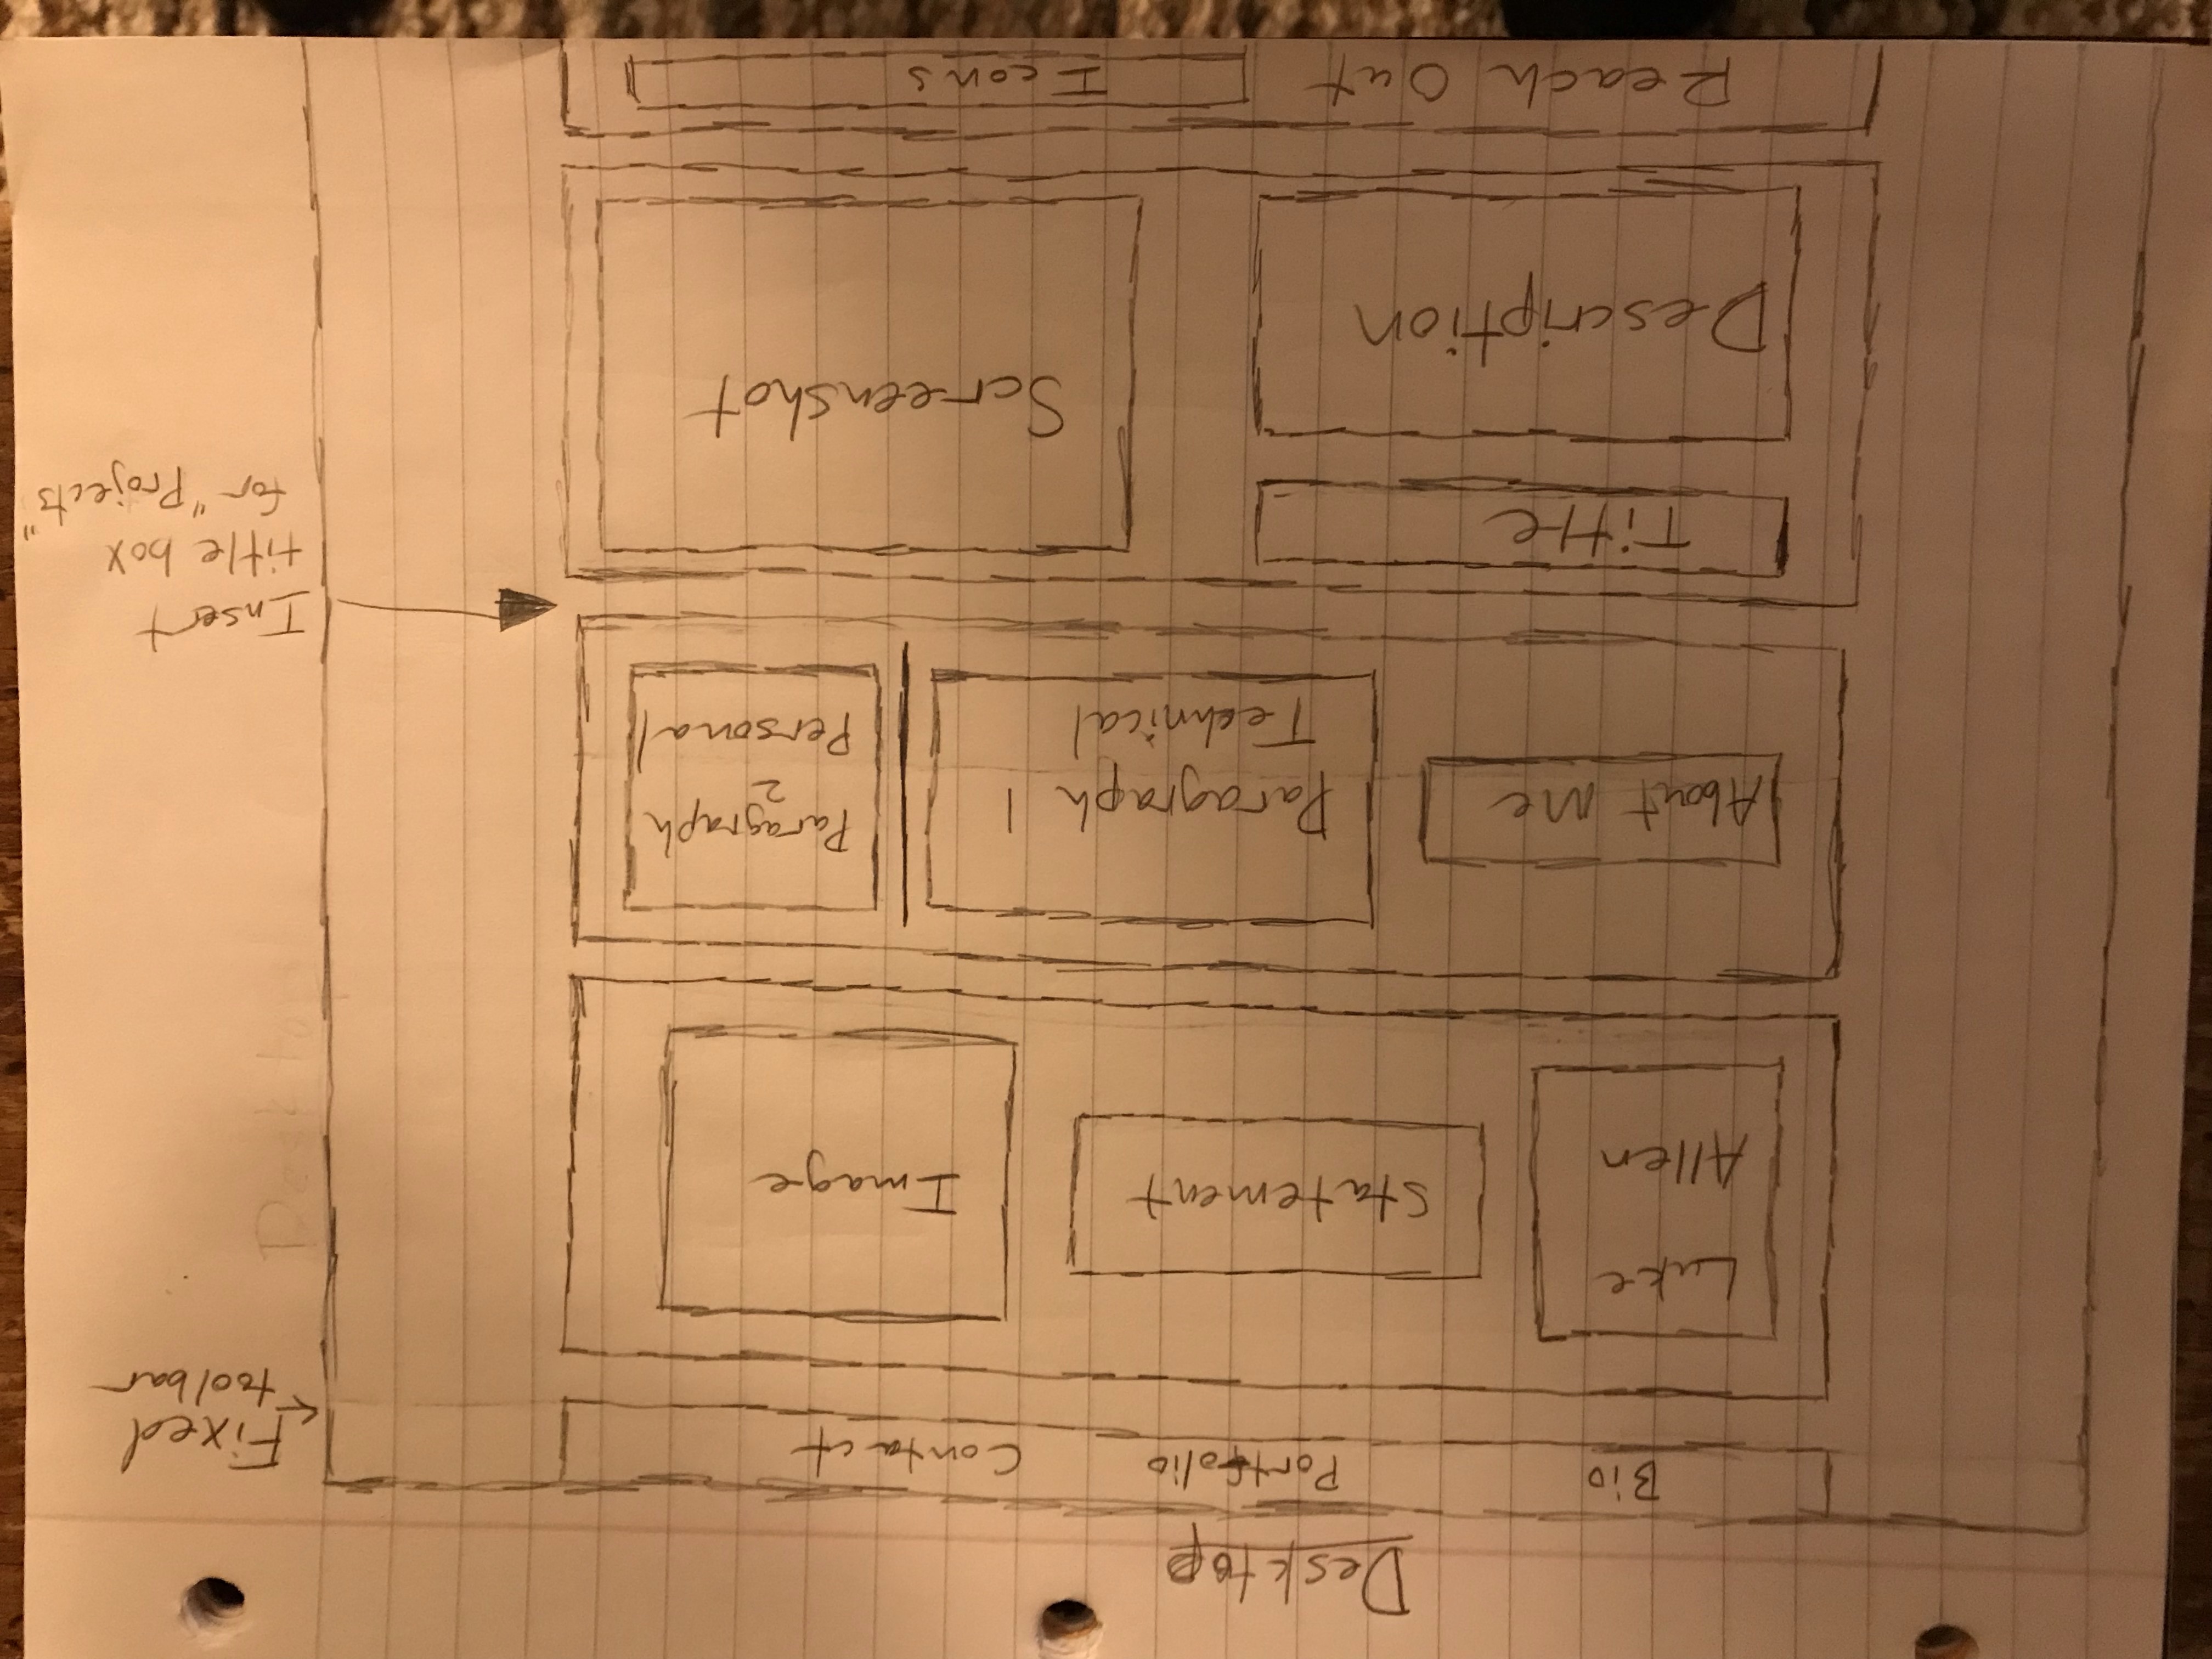 Desktop
Bio Portfolio Contact
←Fixed
toolbar
Desktop
Luke
Allen
Statement
Image
About Me
Paragraph 1
Technical
Paragraph
2
Personal
Insert
title box
for "Projects"
Title
Description
Screenshot
Reach Out
Icons